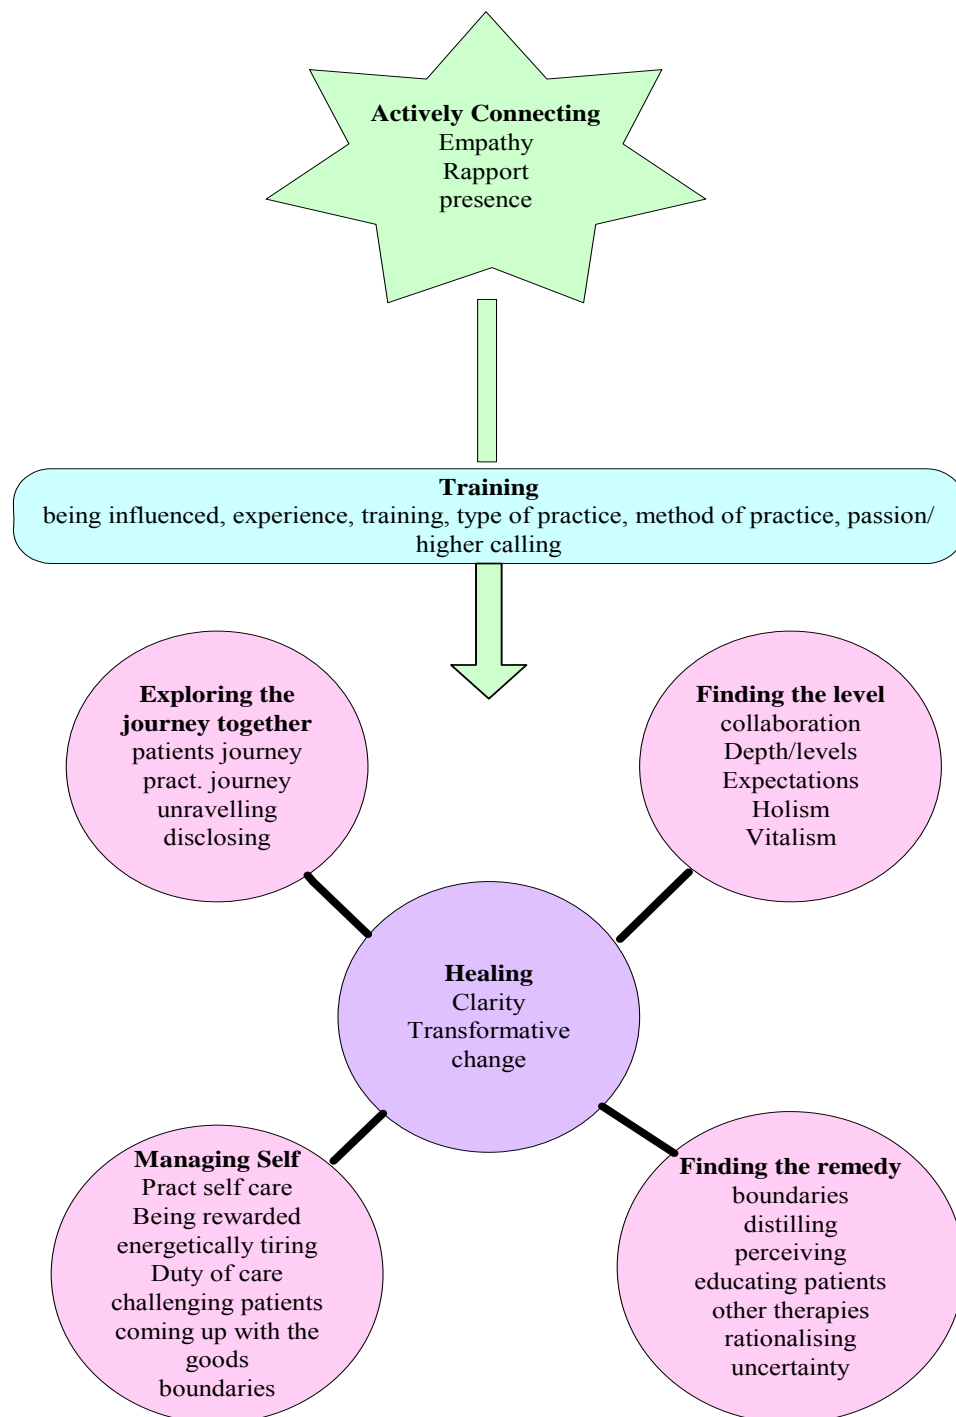 Actively Connecting
Empathy
Rapport
presence
Training
being influenced, experience, training, type of practice, method of practice, passion/
higher calling
Exploring the
journey together
patients journey
pract. journey
unravelling
disclosing
Finding the level
collaboration
Depth/levels
Expectations
Holism
Vitalism
Healing
Clarity
Transformative
change
Managing Self
Pract self care
Being rewarded
energetically tiring
Duty of care
challenging patients
coming up with the
goods
boundaries
Finding the remedy
boundaries
distilling
perceiving
educating patients
other therapies
rationalising
uncertainty